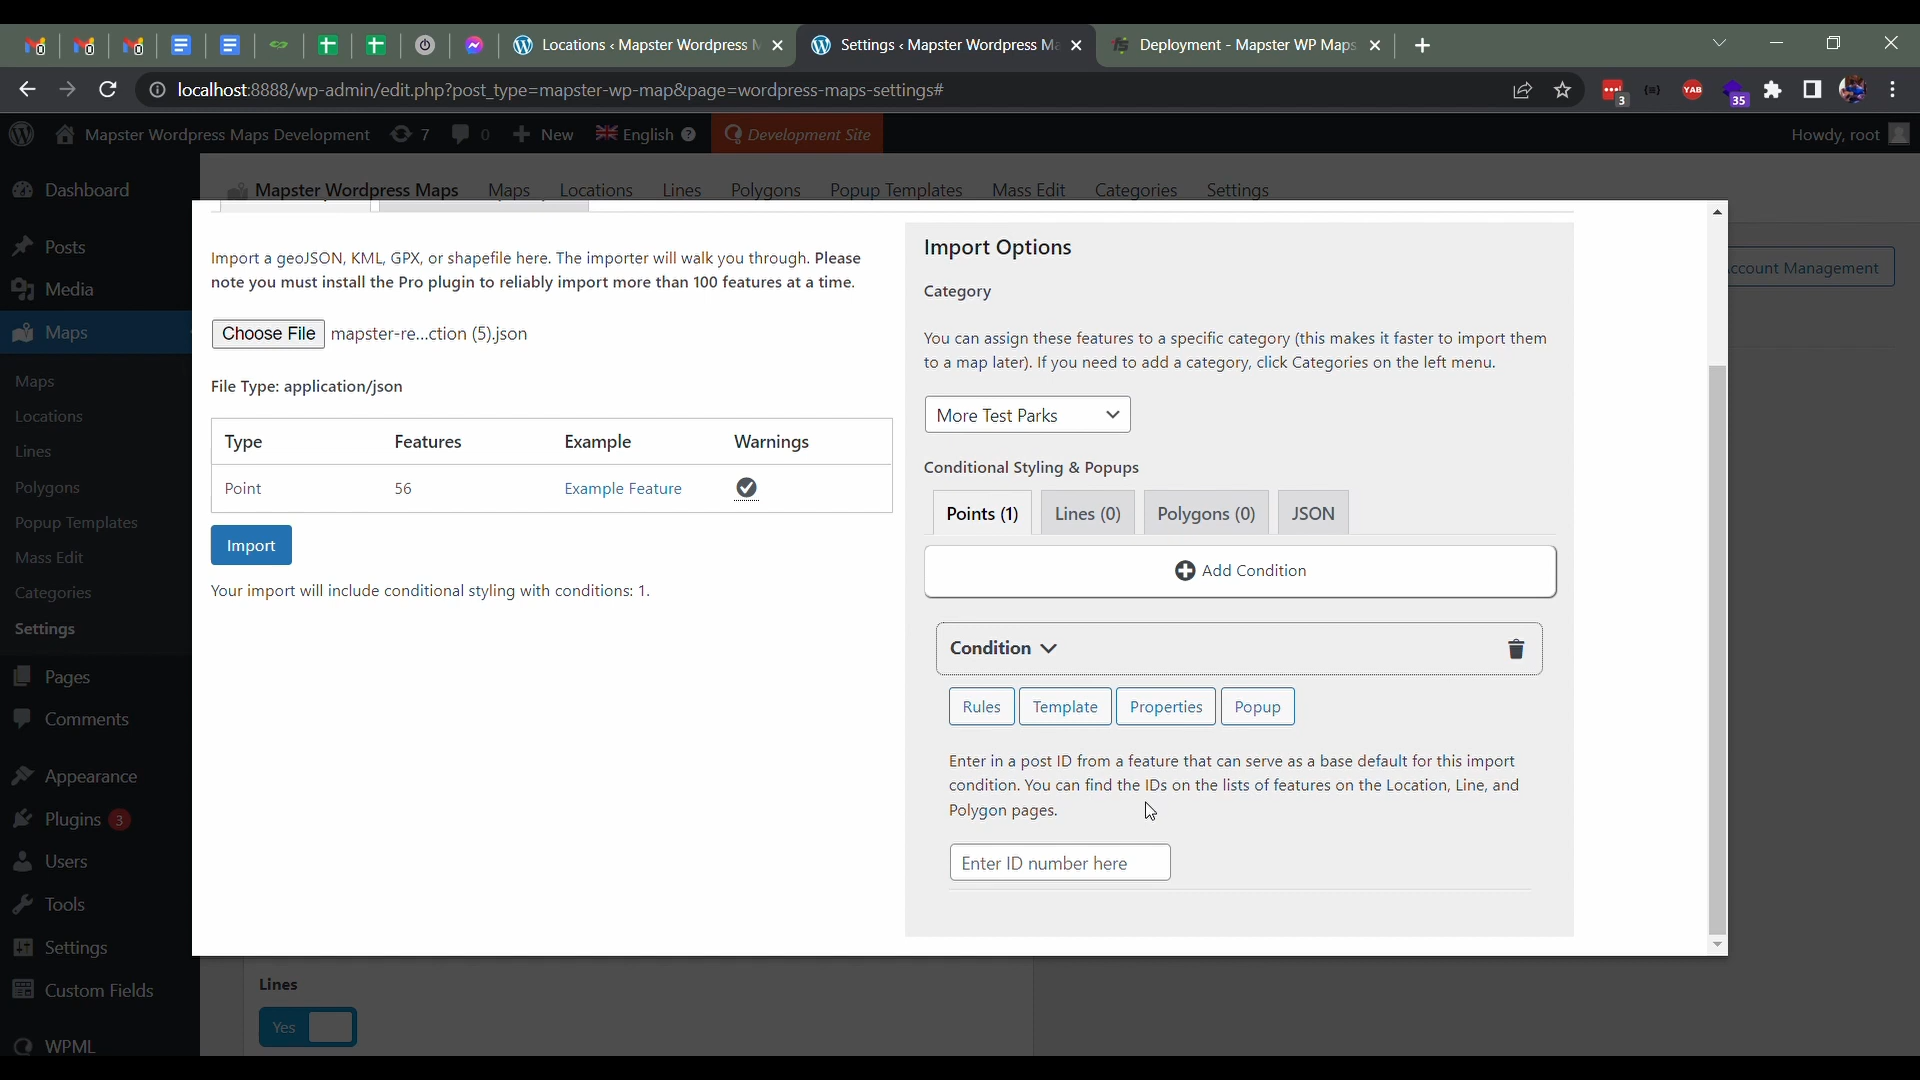 Locations ‹ Mapster Wordpress M
Settings ‹ Mapster Wordpress Ma
Deployment - Mapster WP Maps
localhost:8888/wp-admin/edit.php?post_type=mapster-wp-map&page=wordpress-maps-settings#
3
YAB
35
Mapster Wordpress Maps Development
7
0
New
English
Development Site
Howdy, root
Dashboard
Posts
Media
Maps
Maps
Locations
Lines
Polygons
Popup Templates
Mass Edit
Categories
Settings
Pages
Comments
Appearance
Plugins 3
Users
Tools
Settings
Custom Fields
WPML
Mapster Wordpress Maps
Maps
Locations
Lines
Polygons
Popup Templates
Mass Edit
Categories
Settings
ccount Management
Import a geoJSON, KML, GPX, or shapefile here. The importer will walk you through. Please
note you must install the Pro plugin to reliably import more than 100 features at a time.
Choose File mapster-re...ction (5).json
File Type: application/json
Type Features Example Warnings
Point 56 Example Feature
Import
Your import will include conditional styling with conditions: 1.
Import Options
Category
You can assign these features to a specific category (this makes it faster to import them
to a map later). If you need to add a category, click Categories on the left menu.
More Test Parks
Conditional Styling & Popups
Points (1) Lines (0) Polygons (0) JSON
Add Condition
Condition
Rules Template Properties Popup
Enter in a post ID from a feature that can serve as a base default for this import
condition. You can find the IDs on the lists of features on the Location, Line, and
Polygon pages.
Enter ID number here
Lines
Yes